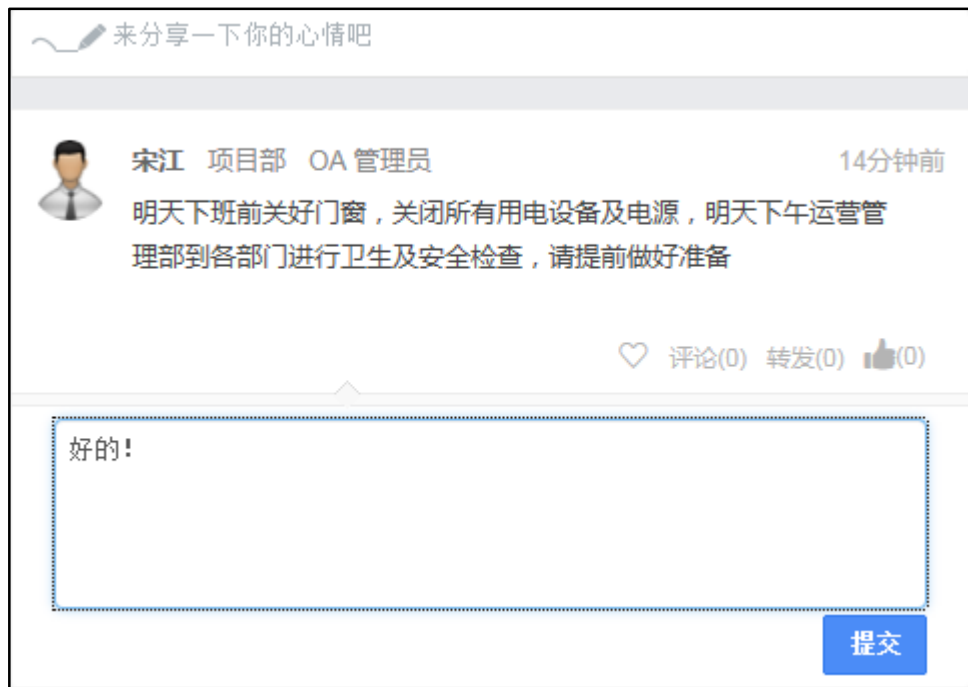 来分享一下你的心情吧
宋江 项目部 OA 管理员 14分钟前
明天下班前关好门窗，关闭所有用电设备及电源，明天下午运营管
理部到各部门进行卫生及安全检查，请提前做好准备
评论(0) 转发(0) (0)
好的!
提交